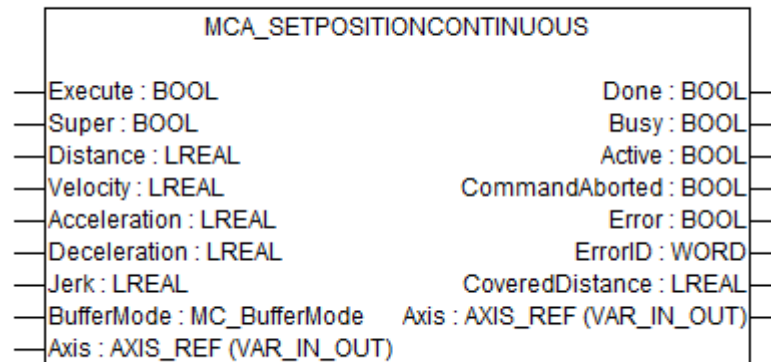 MCA_SETPOSITIONCONTINUOUS
Execute : BOOL Done : BOOL
Super : BOOL Busy : BOOL
Distance : LREAL Active : BOOL
Velocity : LREAL CommandAborted : BOOL
Acceleration : LREAL Error : BOOL
Deceleration : LREAL ErrorID : WORD
Jerk : LREAL CoveredDistance : LREAL
BufferMode : MC_BufferMode Axis : AXIS_REF (VAR_IN_OUT)
Axis : AXIS_REF (VAR_IN_OUT)